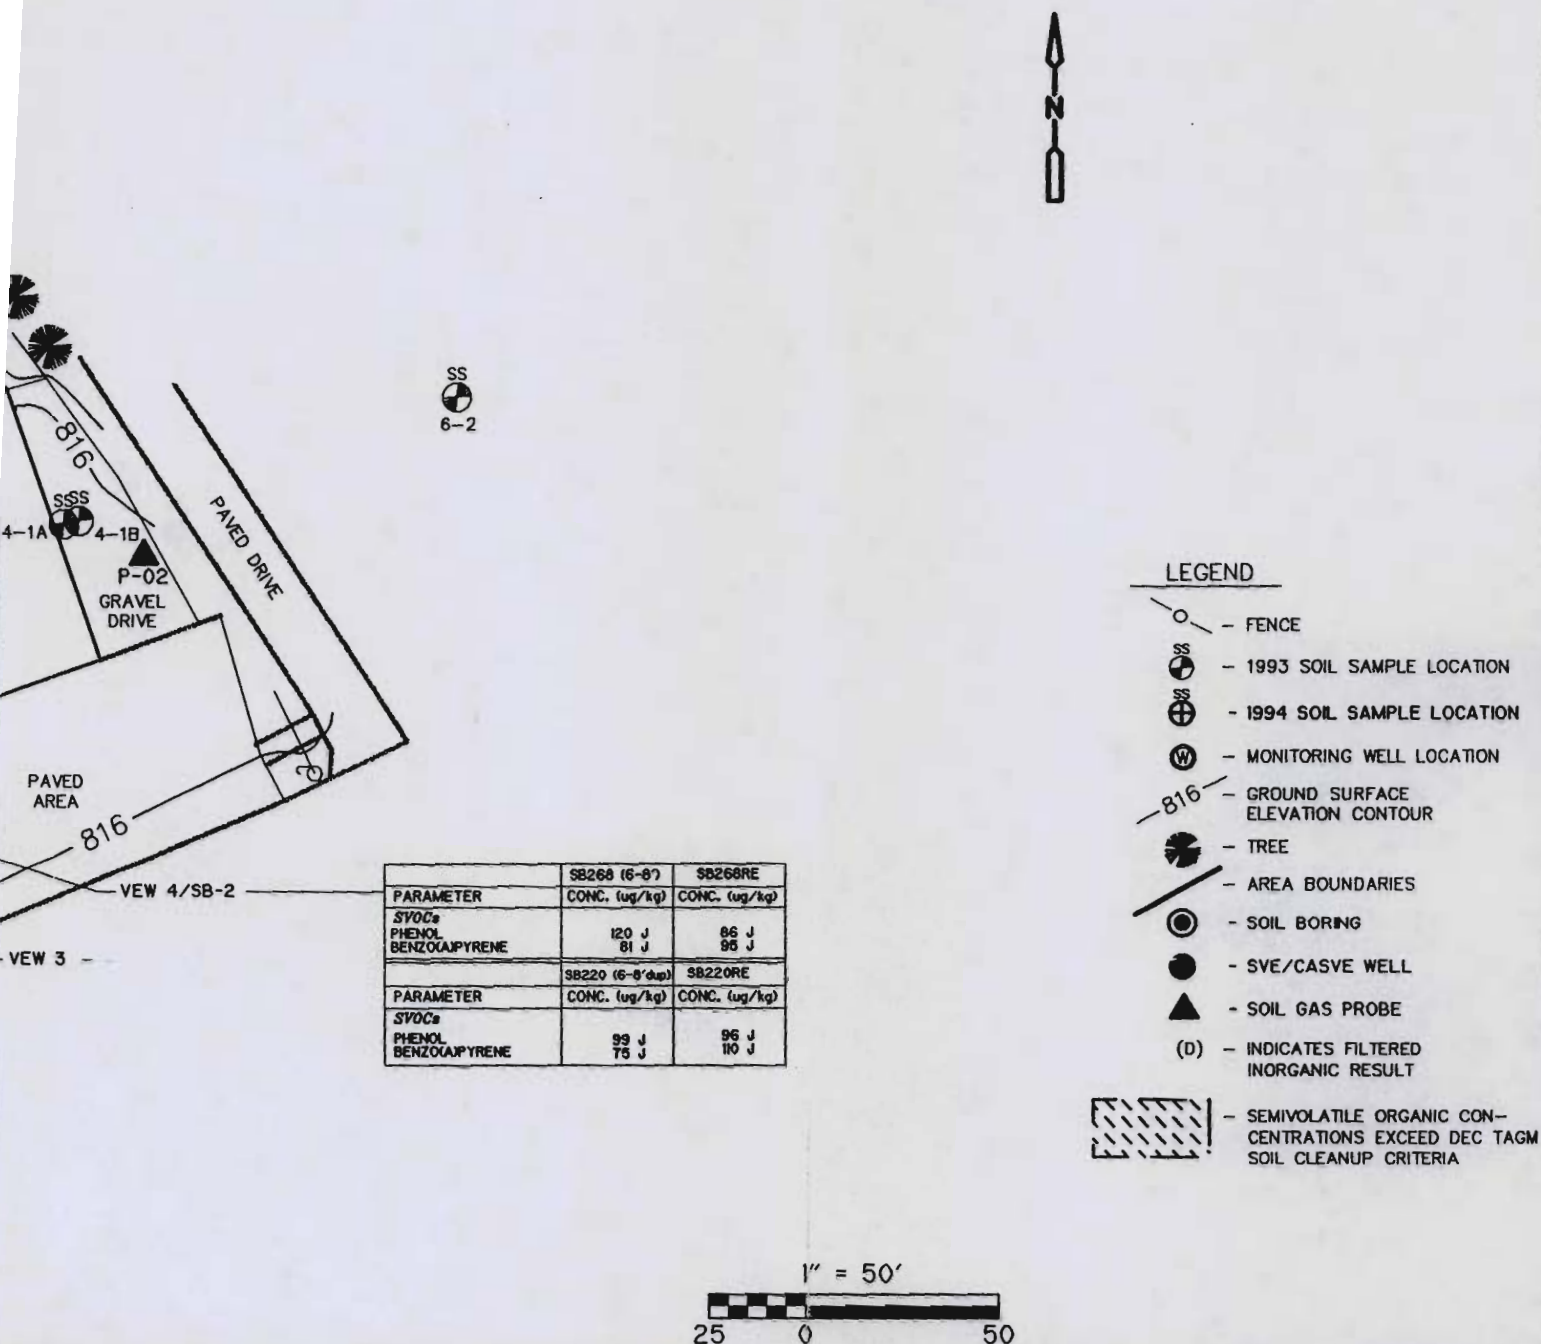 N
SS
6-2
816
SS SS
4-1A
4-1B
P-02
GRAVEL
DRIVE
PAVED DRIVE
PAVED
AREA
816
VEW 4/SB-2
- VEW 3 -
SB268 (6-8') SB268RE
PARAMETER CONC. (ug/kg) CONC. (ug/kg)
SVOCs
PHENOL 120 J 86 J
BENZO(A)PYRENE 81 J 95 J
SB220 (6-8'dup) SB220RE
PARAMETER CONC. (ug/kg) CONC. (ug/kg)
SVOCs
PHENOL 99 J 96 J
BENZO(A)PYRENE 75 J 110 J
LEGEND
- FENCE
SS
- 1993 SOIL SAMPLE LOCATION
SS
- 1994 SOIL SAMPLE LOCATION
W - MONITORING WELL LOCATION
816 - GROUND SURFACE
ELEVATION CONTOUR
- TREE
- AREA BOUNDARIES
- SOIL BORING
- SVE/CASVE WELL
- SOIL GAS PROBE
(D) - INDICATES FILTERED
INORGANIC RESULT
- SEMIVOLATILE ORGANIC CON-
CENTRATIONS EXCEED DEC TAGM
SOIL CLEANUP CRITERIA
1" = 50'
25 0 50